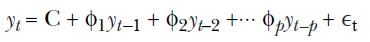 yₜ = C + ϕ₁yₜ₋₁ + ϕ₂yₜ₋₂ +⋯ ϕₚyₜ₋ₚ + ϵₜ